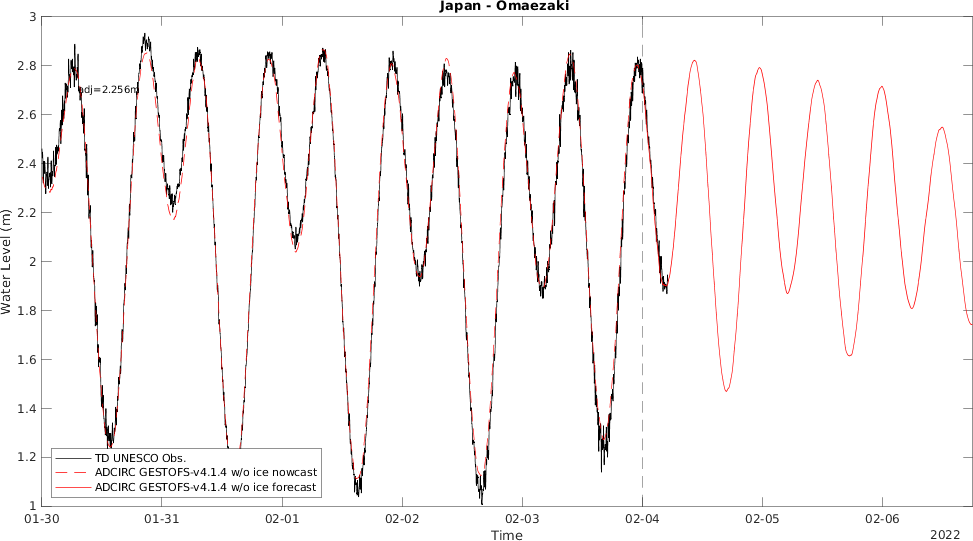 Japan - Omaezaki
3
2.8
2.6
2.4
2.2
2
1.8
1.6
1.4
1.2
1
Water Level (m)
adj=2.256m
TD UNESCO Obs.
ADCIRC GESTOFS-v4.1.4 w/o ice nowcast
ADCIRC GESTOFS-v4.1.4 w/o ice forecast
01-30 01-31 02-01 02-02 02-03 02-04 02-05 02-06
Time
2022